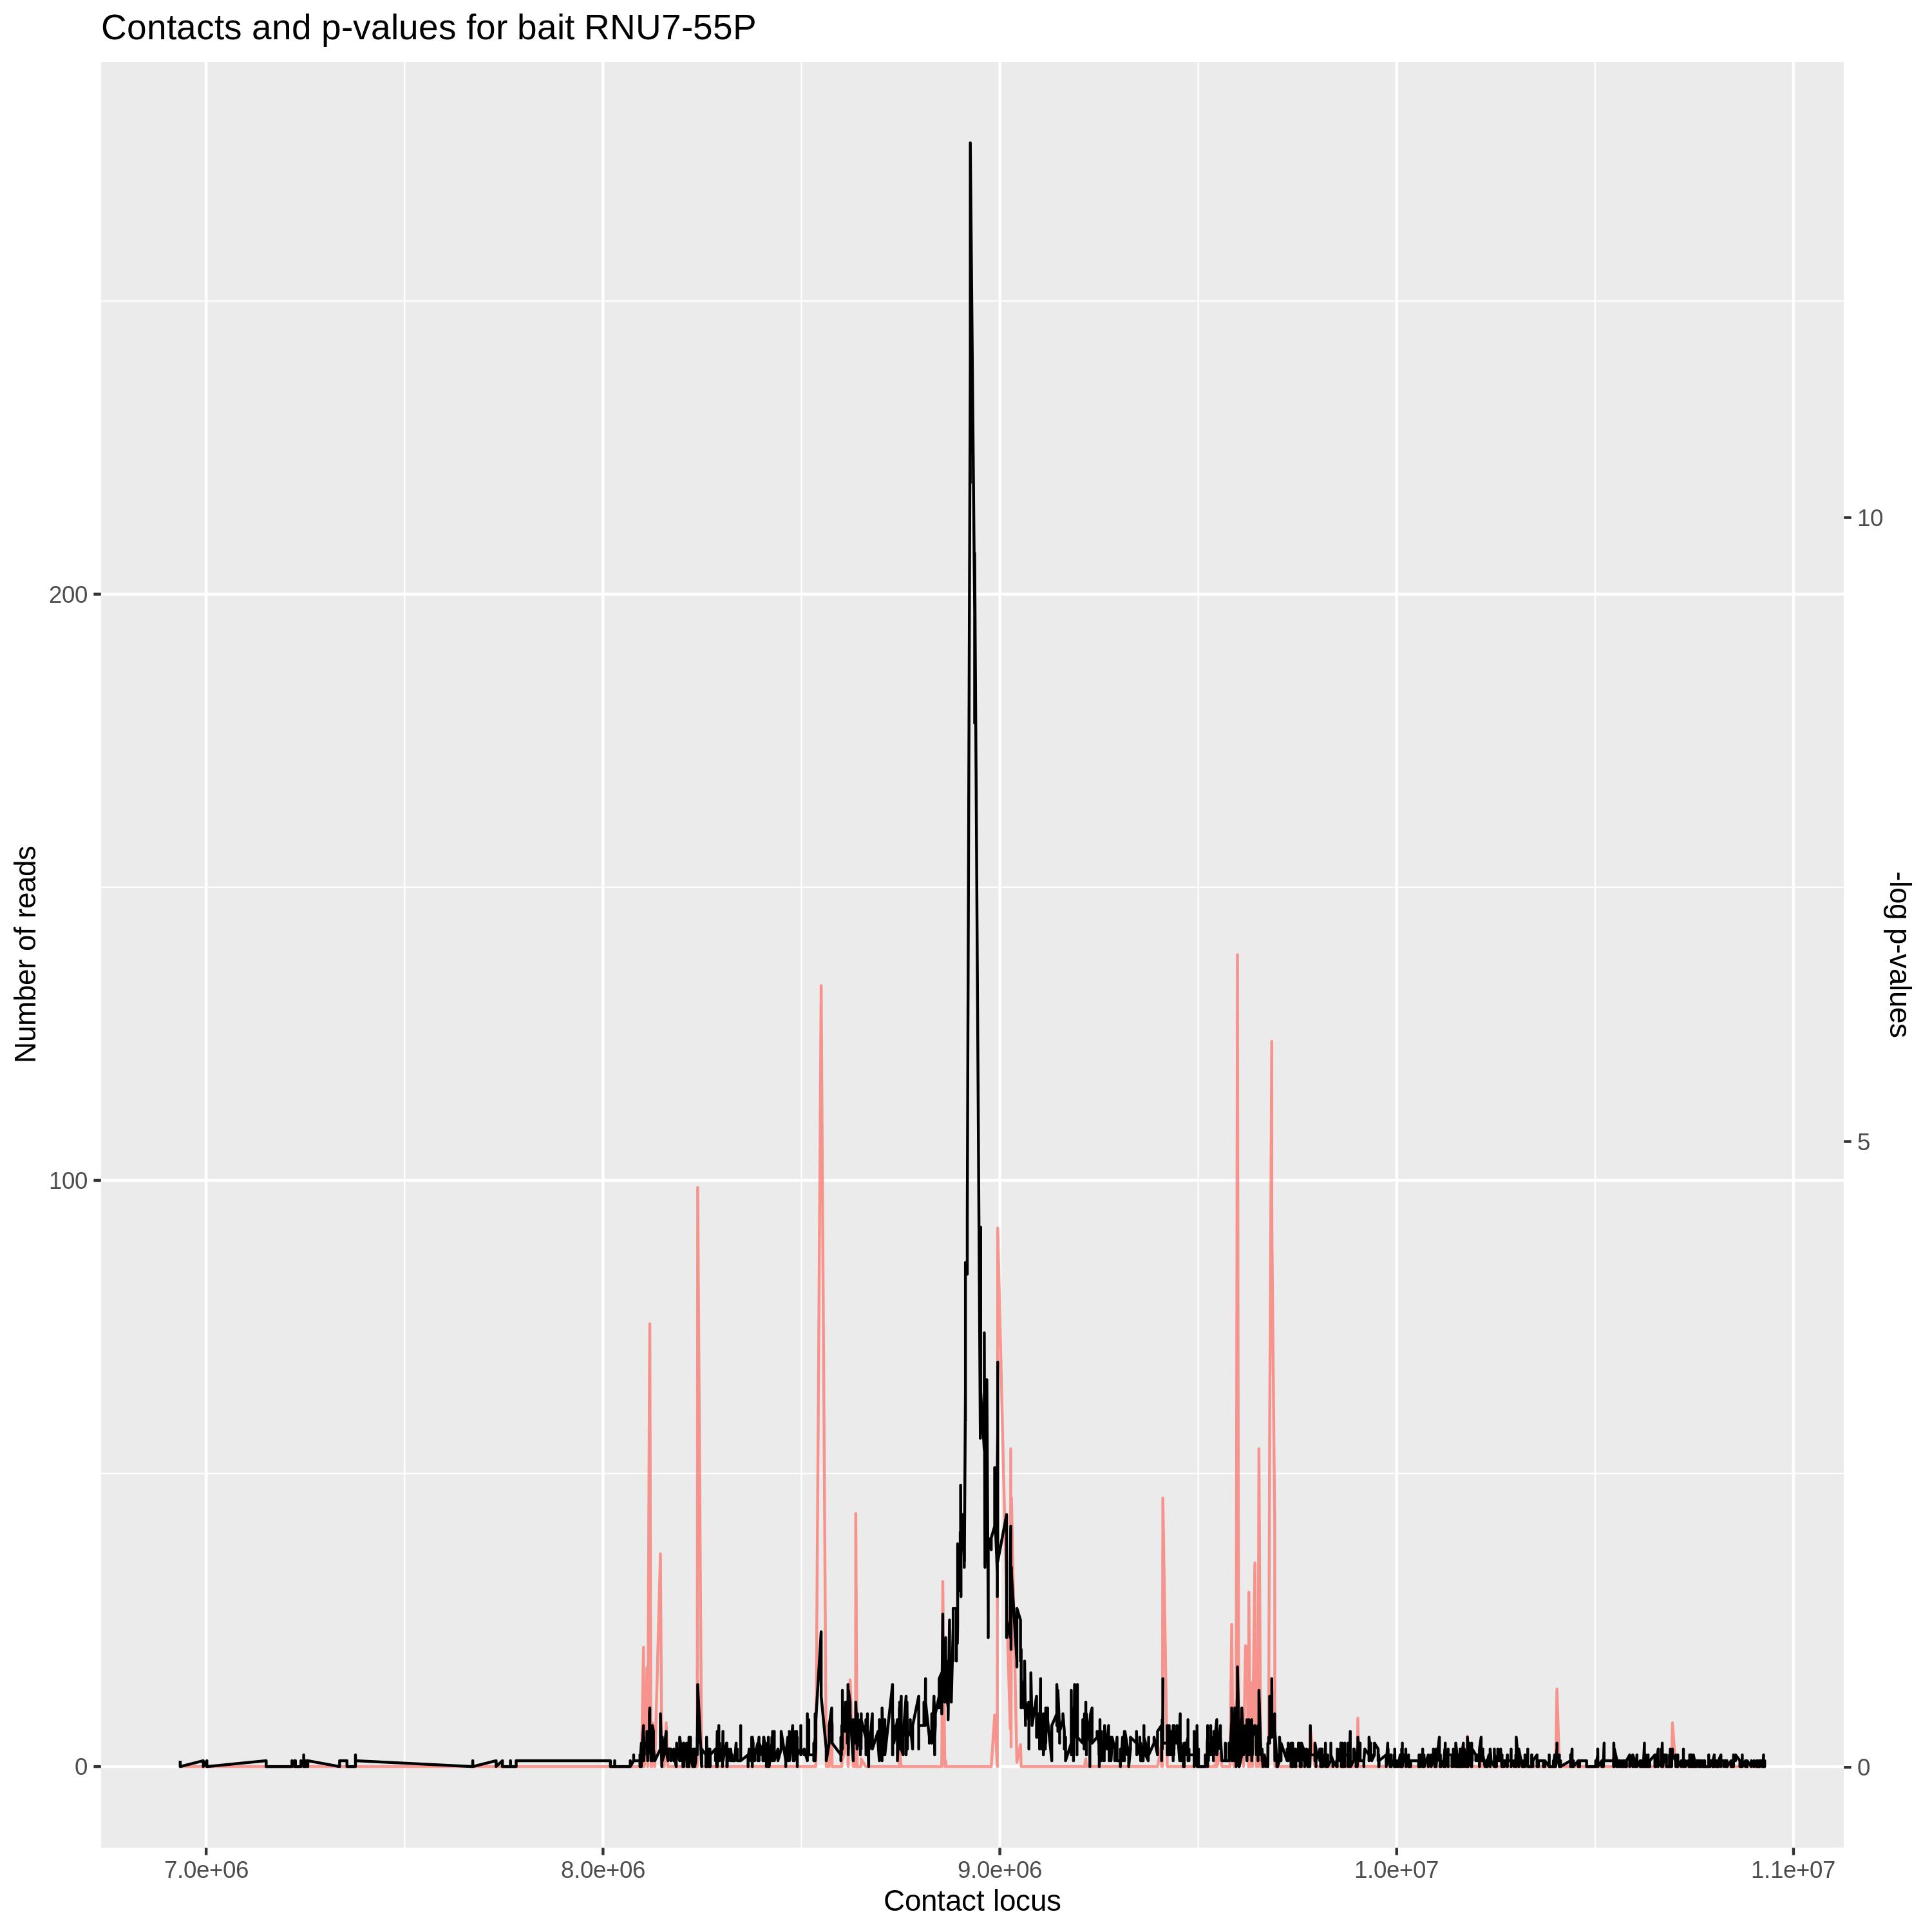 Contacts and p-values for bait RNU7-55P
Number of reads
200
100
0
10
5
0
-log p-values
7.0e+06 8.0e+06 9.0e+06 1.0e+07 1.1e+07
Contact locus